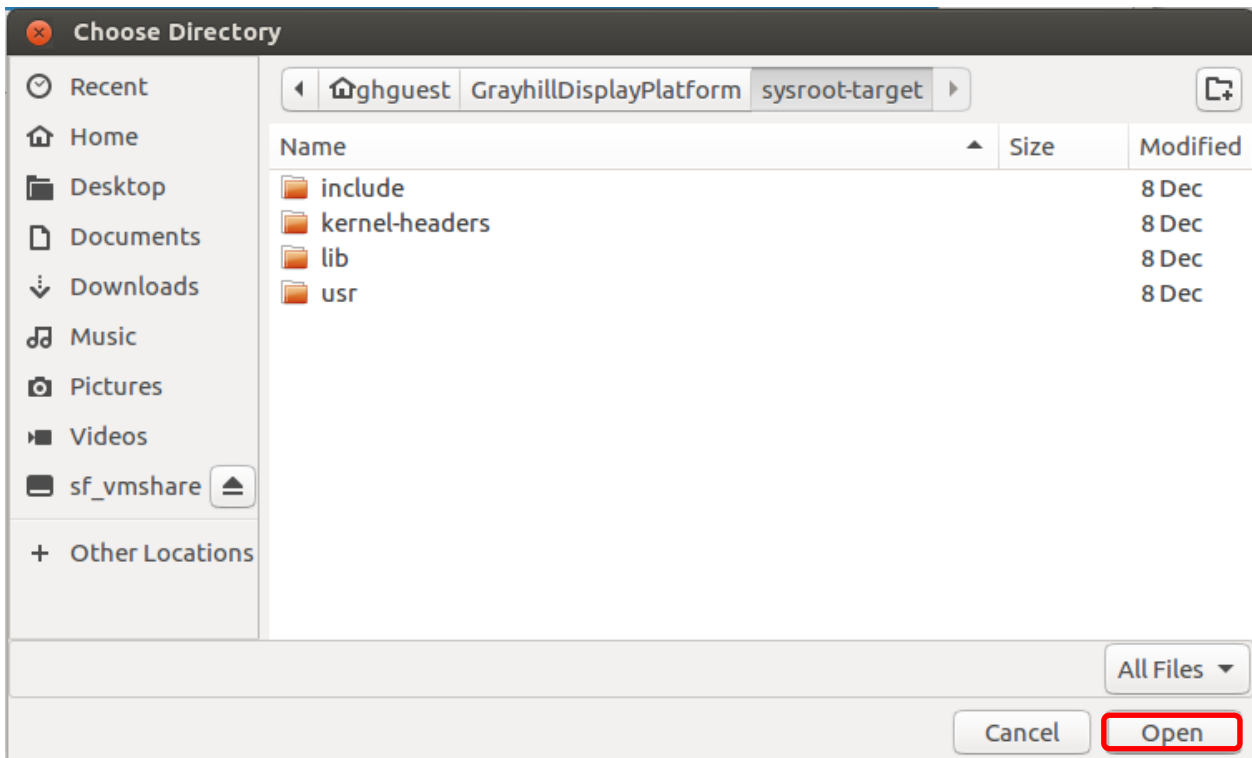 Choose Directory
Recent
Home
Desktop
Documents
Downloads
Music
Pictures
Videos
sf_vmshare
+ Other Locations
ghguest GrayhillDisplayPlatform sysroot-target
Name Size Modified
include 8 Dec
kernel-headers 8 Dec
lib 8 Dec
usr 8 Dec
All Files
Cancel Open